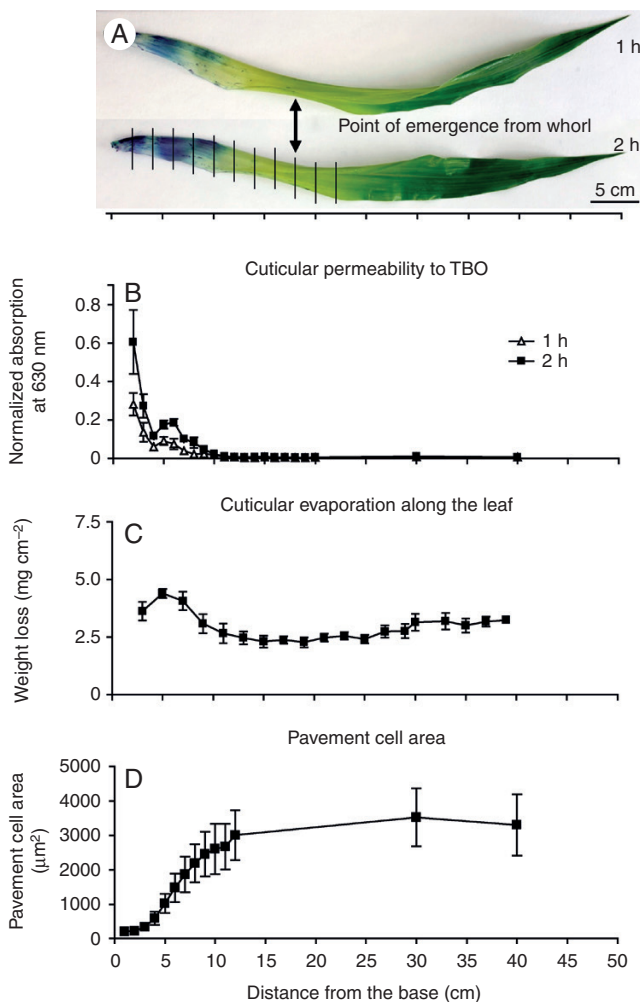 A
1 h
Point of emergence from whorl
2 h
5 cm
Cuticular permeability to TBO
B
Normalized absorption
at 630 nm
0.8
0.6
0.4
0.2
0
1 h
2 h
Cuticular evaporation along the leaf
C
Weight loss (mg cm⁻²)
7.5
5.0
2.5
0
Pavement cell area
D
Pavement cell area
(μm²)
5000
4000
3000
2000
1000
0
0 5 10 15 20 25 30 35 40 45 50
Distance from the base (cm)